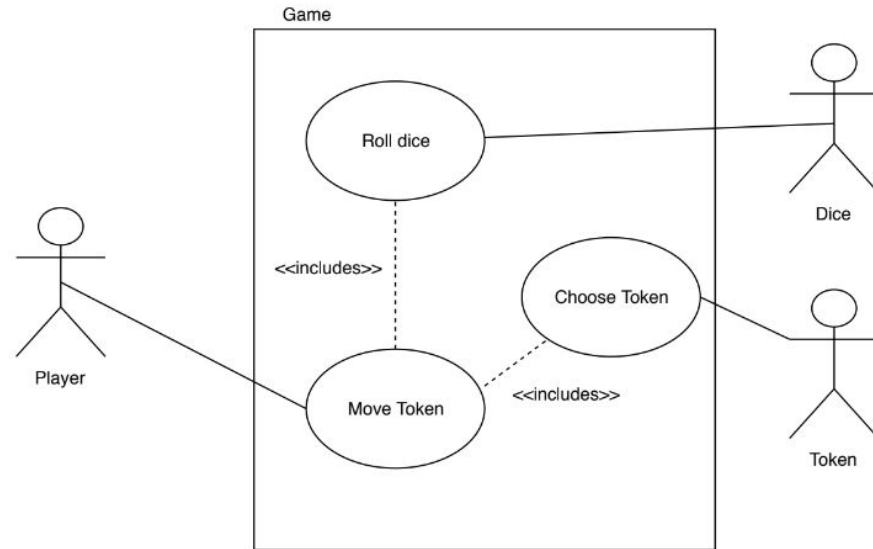 Game
Roll dice
Dice
<<includes>>
Choose Token
Player
Move Token
<<includes>>
Token